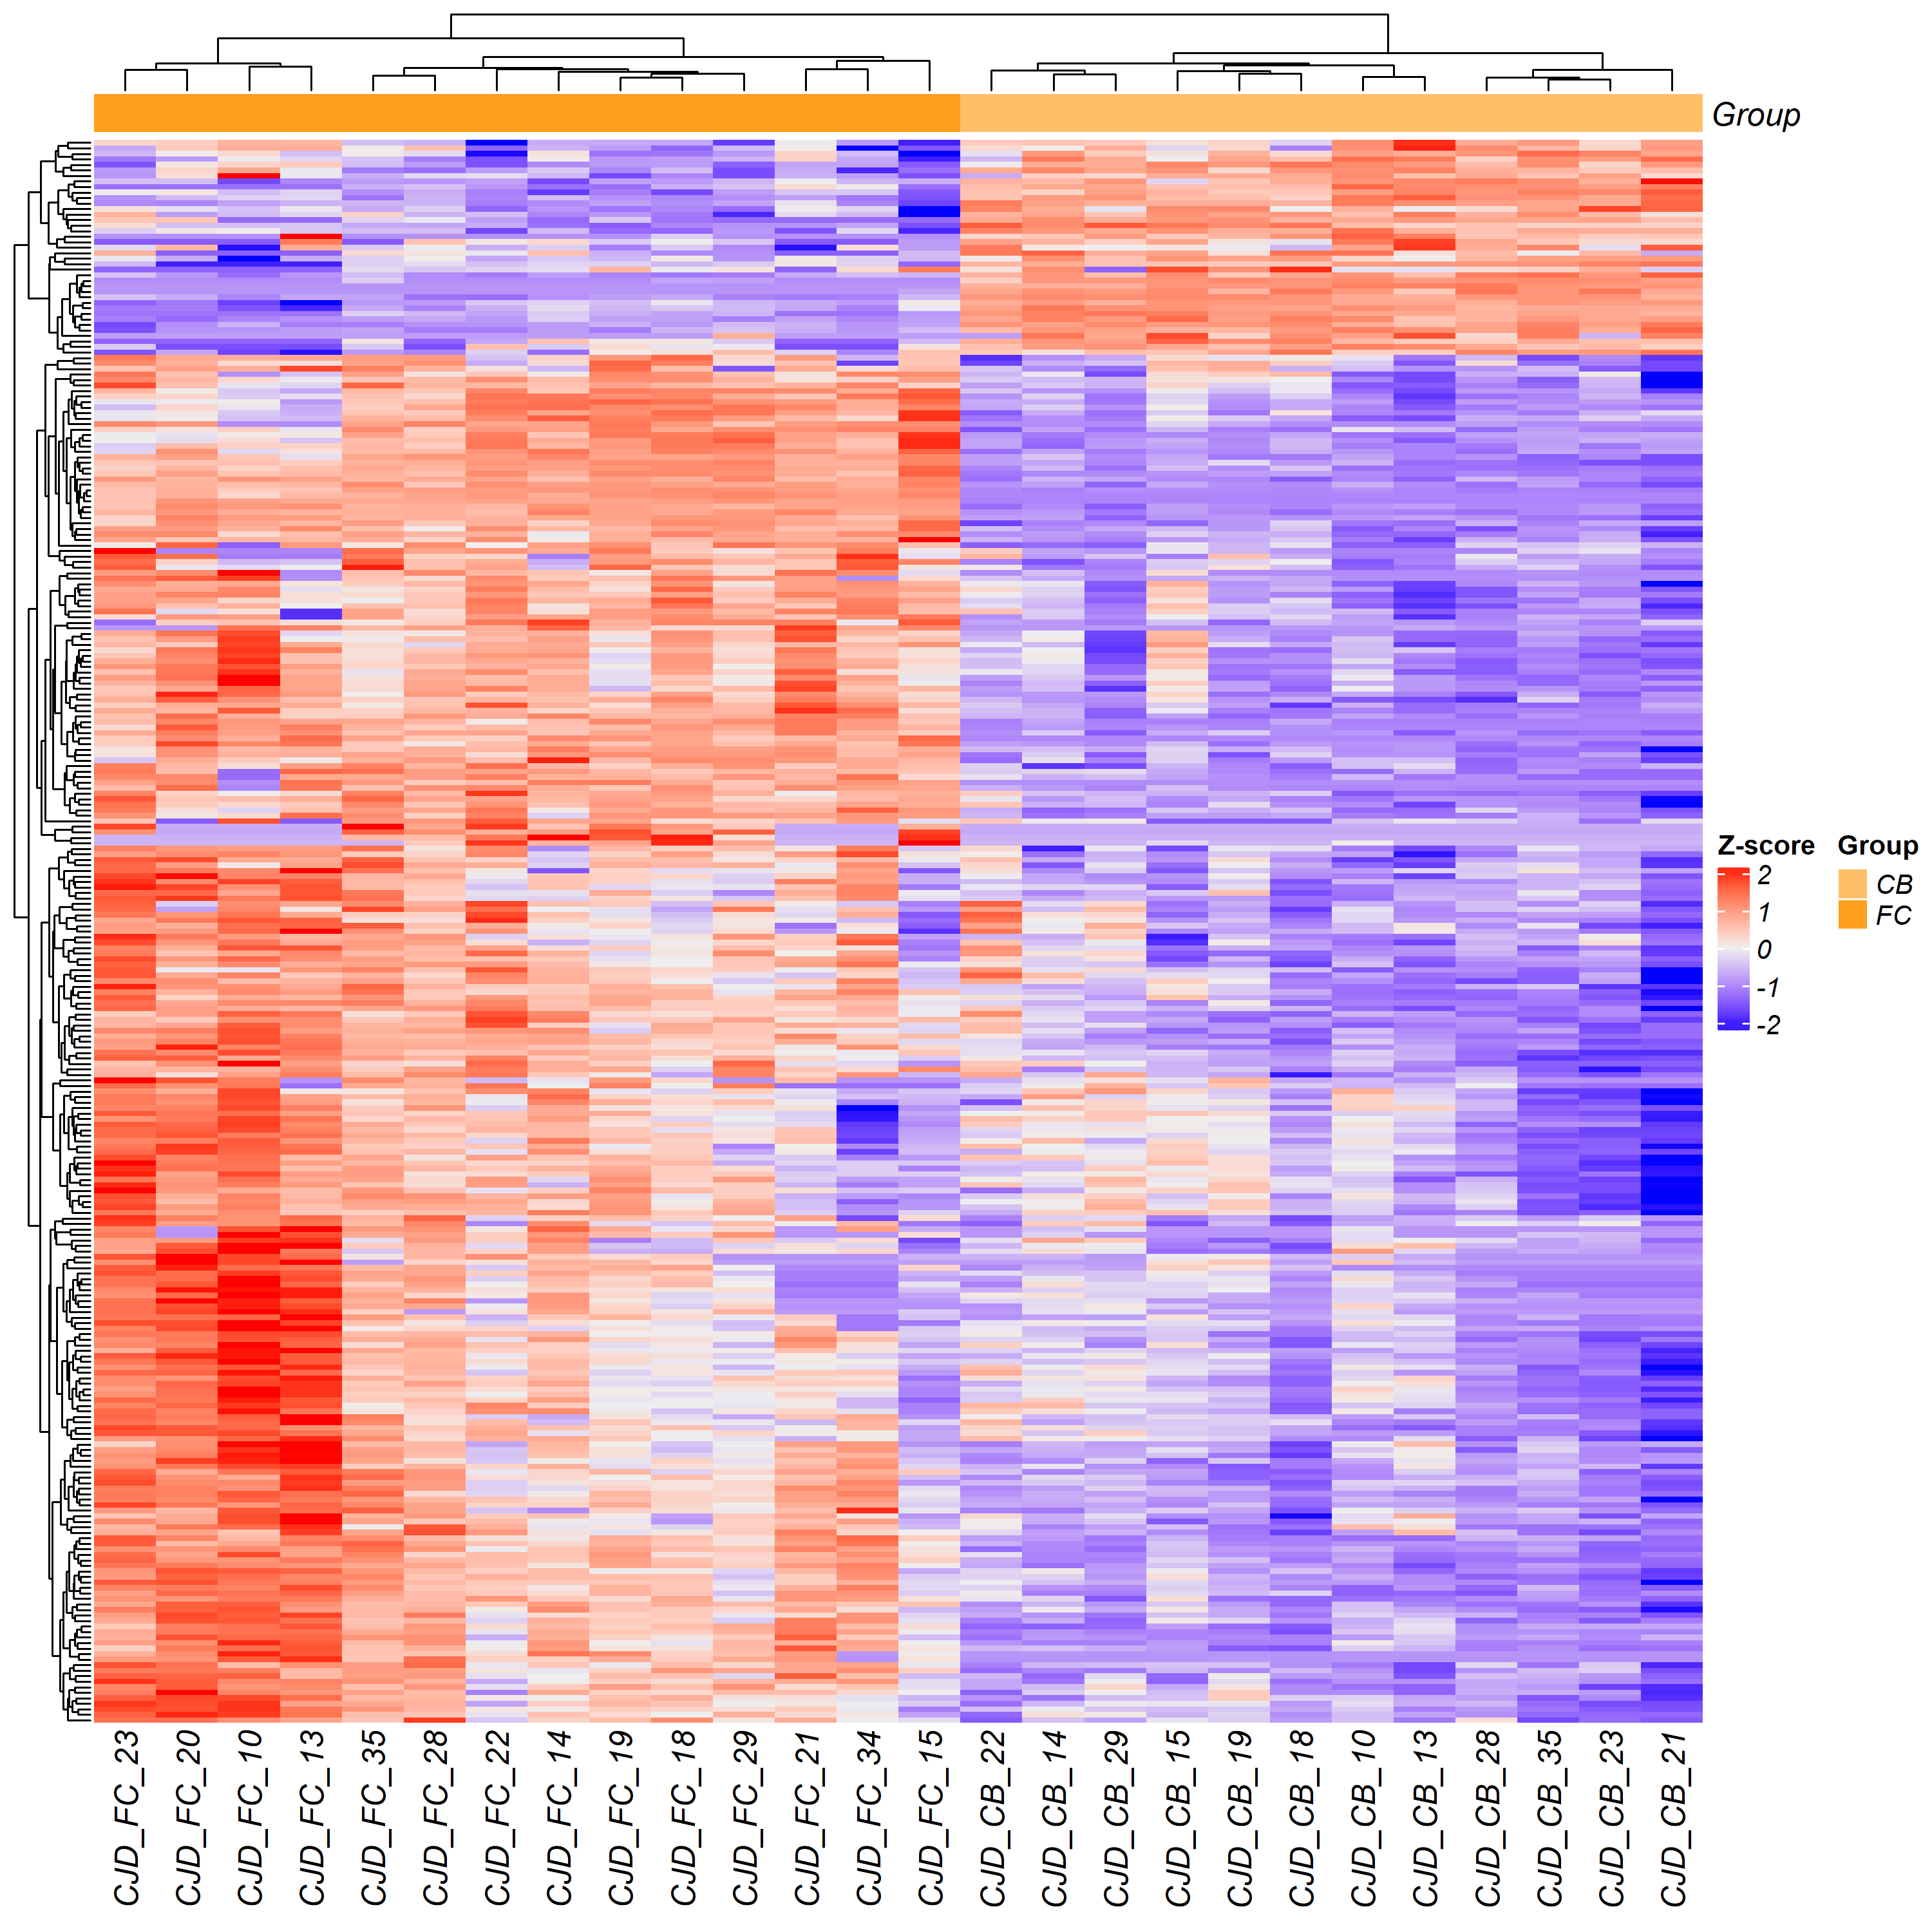 Group
Z-score
2
1
0
-1
-2
Group
CB
FC
CJD_FC_23
CJD_FC_20
CJD_FC_10
CJD_FC_13
CJD_FC_35
CJD_FC_28
CJD_FC_22
CJD_FC_14
CJD_FC_19
CJD_FC_18
CJD_FC_29
CJD_FC_21
CJD_FC_34
CJD_FC_15
CJD_CB_22
CJD_CB_14
CJD_CB_29
CJD_CB_15
CJD_CB_19
CJD_CB_18
CJD_CB_10
CJD_CB_13
CJD_CB_28
CJD_CB_35
CJD_CB_23
CJD_CB_21